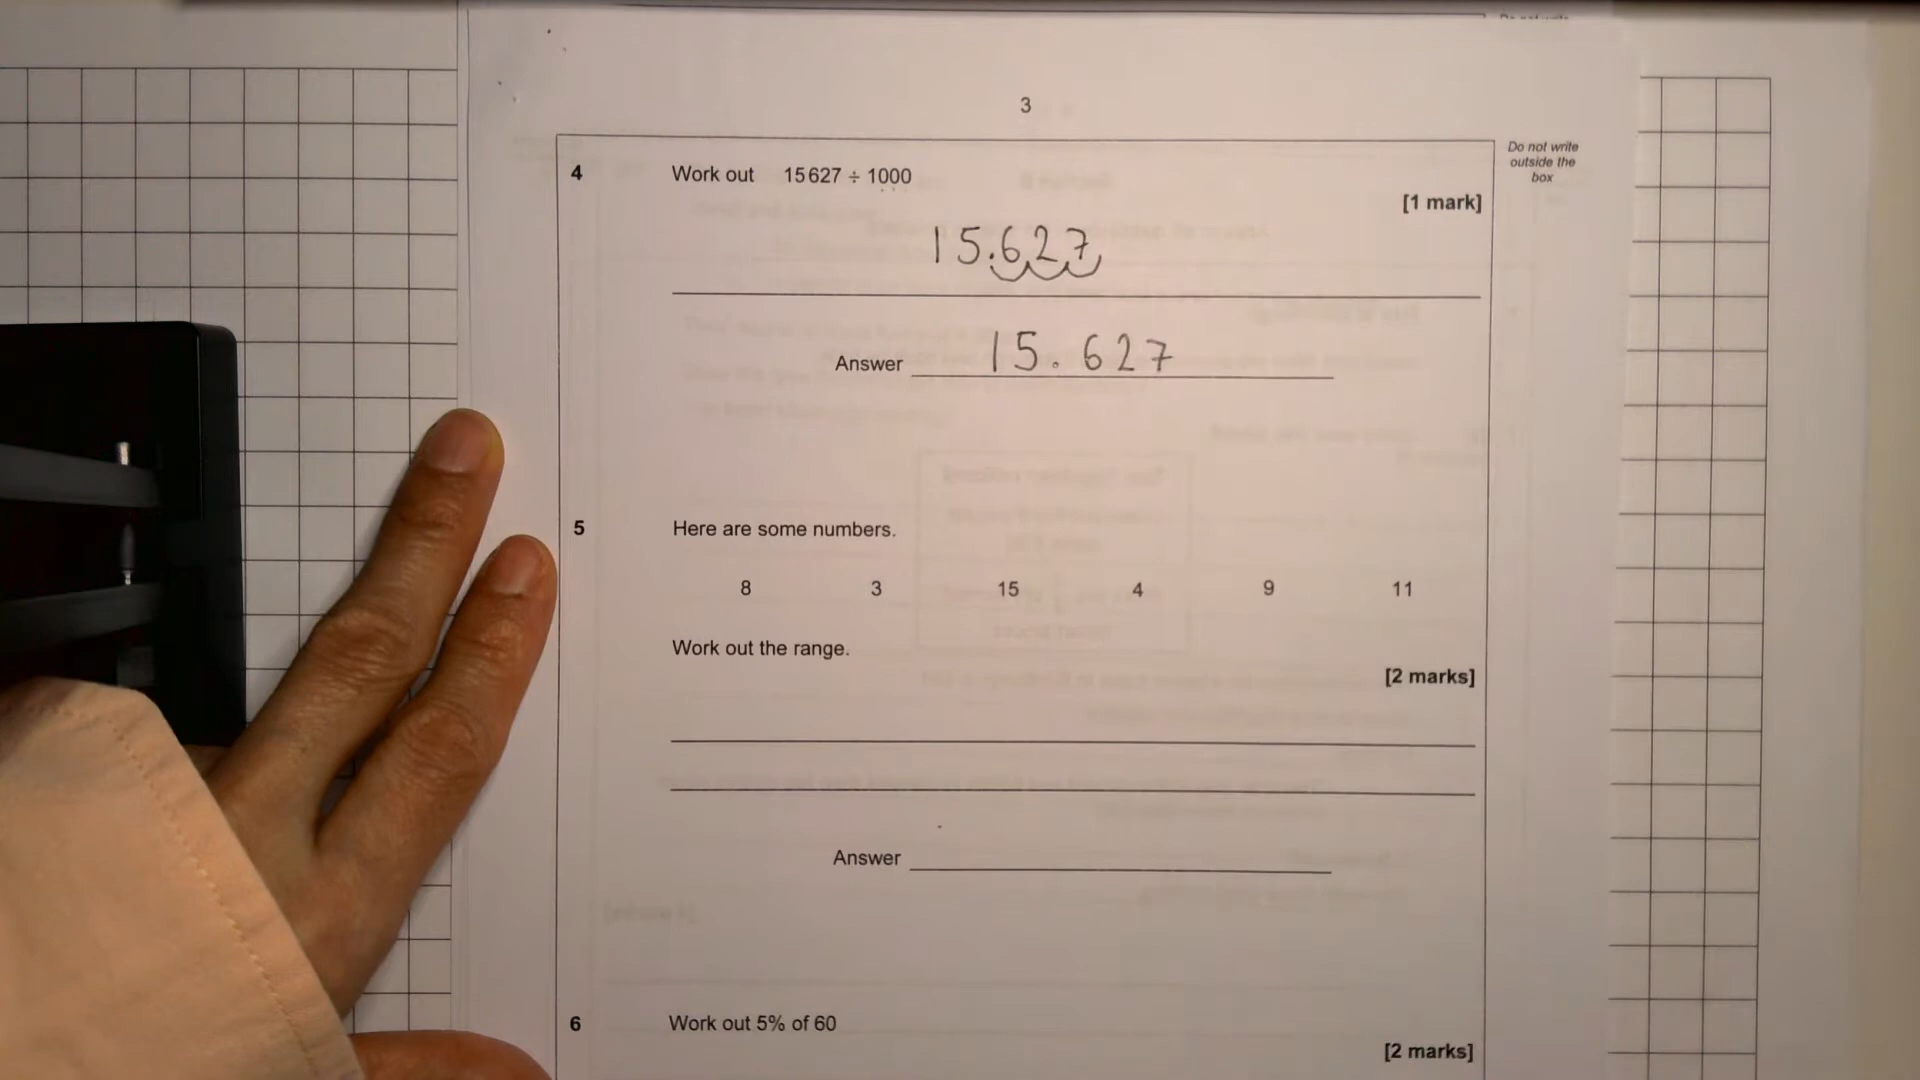 3
Do not write
outside the
box
4 Work out 15627 ÷ 1000
[1 mark]
15.627
Answer 15.627
5 Here are some numbers.
8 3 15 4 9 11
Work out the range.
[2 marks]
Answer
6 Work out 5% of 60
[2 marks]